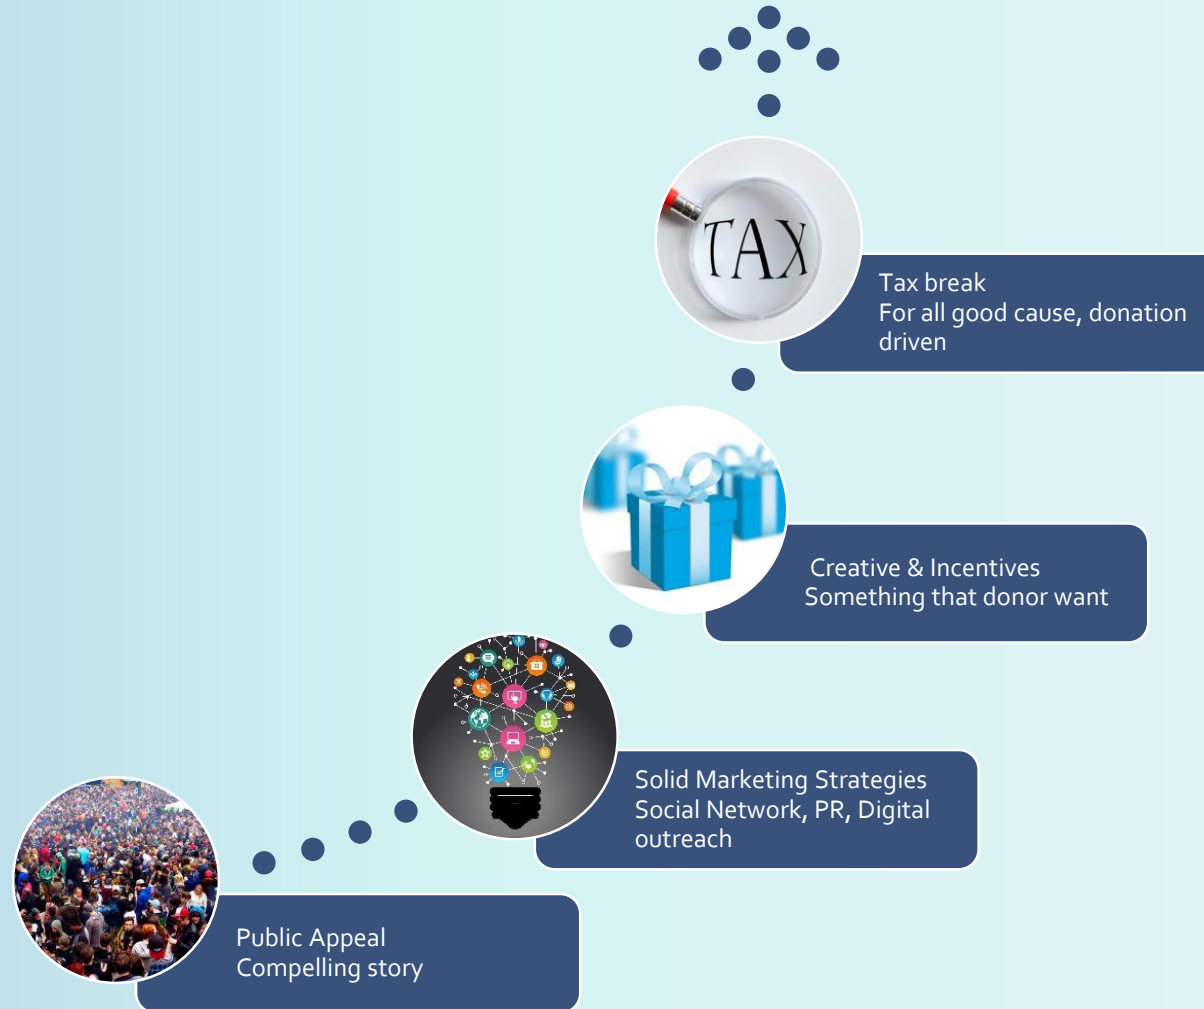 TAX
Tax break
For all good cause, donation
driven
Creative & Incentives
Something that donor want
Solid Marketing Strategies
Social Network, PR, Digital
outreach
Public Appeal
Compelling story